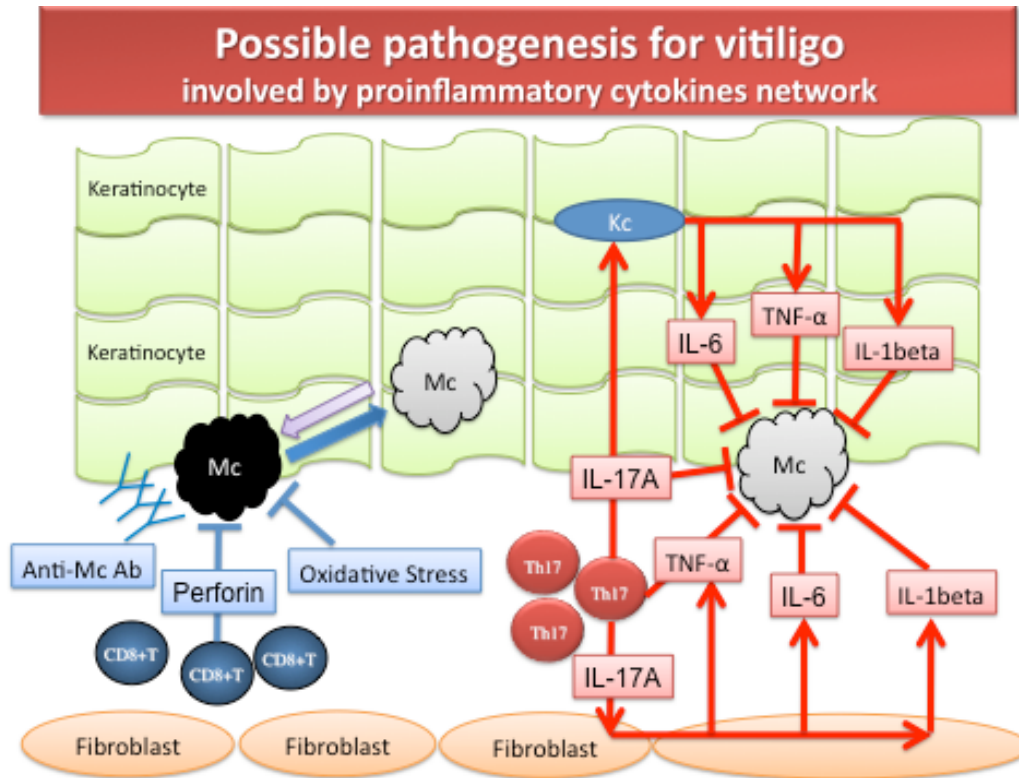 Possible pathogenesis for vitiligo
involved by proinflammatory cytokines network
Keratinocyte
Kc
Keratinocyte
IL-6
TNF-α
IL-1beta
Mc
Mc
Mc
IL-17A
Anti-Mc Ab
Perforin
Oxidative Stress
Th17
Th17
Th17
TNF-α
IL-6
IL-1beta
CD8+T
CD8+T
CD8+T
IL-17A
Fibroblast
Fibroblast
Fibroblast